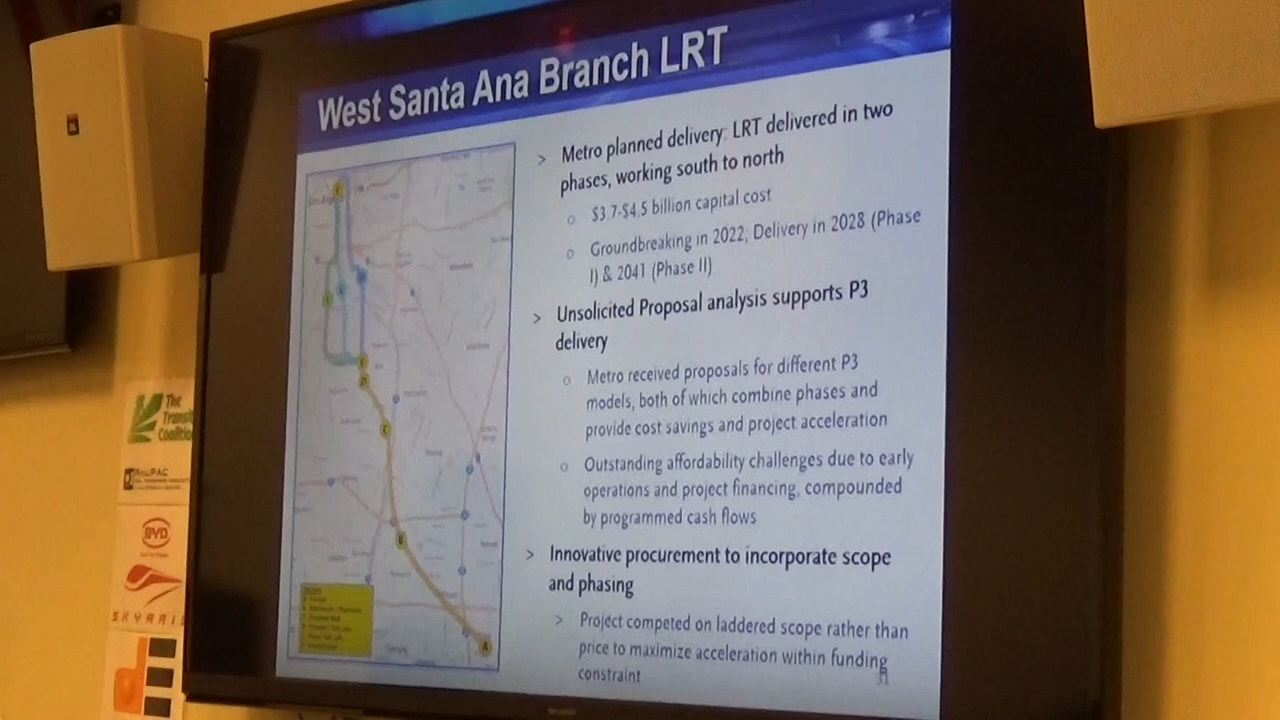 West Santa Ana Branch LRT
> Metro planned delivery: LRT delivered in two
phases, working south to north
o $3.7-$4.5 billion capital cost
o Groundbreaking in 2022, Delivery in 2028 (Phase
I) & 2041 (Phase II)
> Unsolicited Proposal analysis supports P3
delivery
o Metro received proposals for different P3
models, both of which combine phases and
provide cost savings and project acceleration
o Outstanding affordability challenges due to early
operations and project financing, compounded
by programmed cash flows
> Innovative procurement to incorporate scope
and phasing
> Project competed on laddered scope rather than
price to maximize acceleration within funding
constraint
31
A
B
C
D
The
Transit
Coalition
RAILPAC
BYD
SKYRAIL
JBL
SHARP